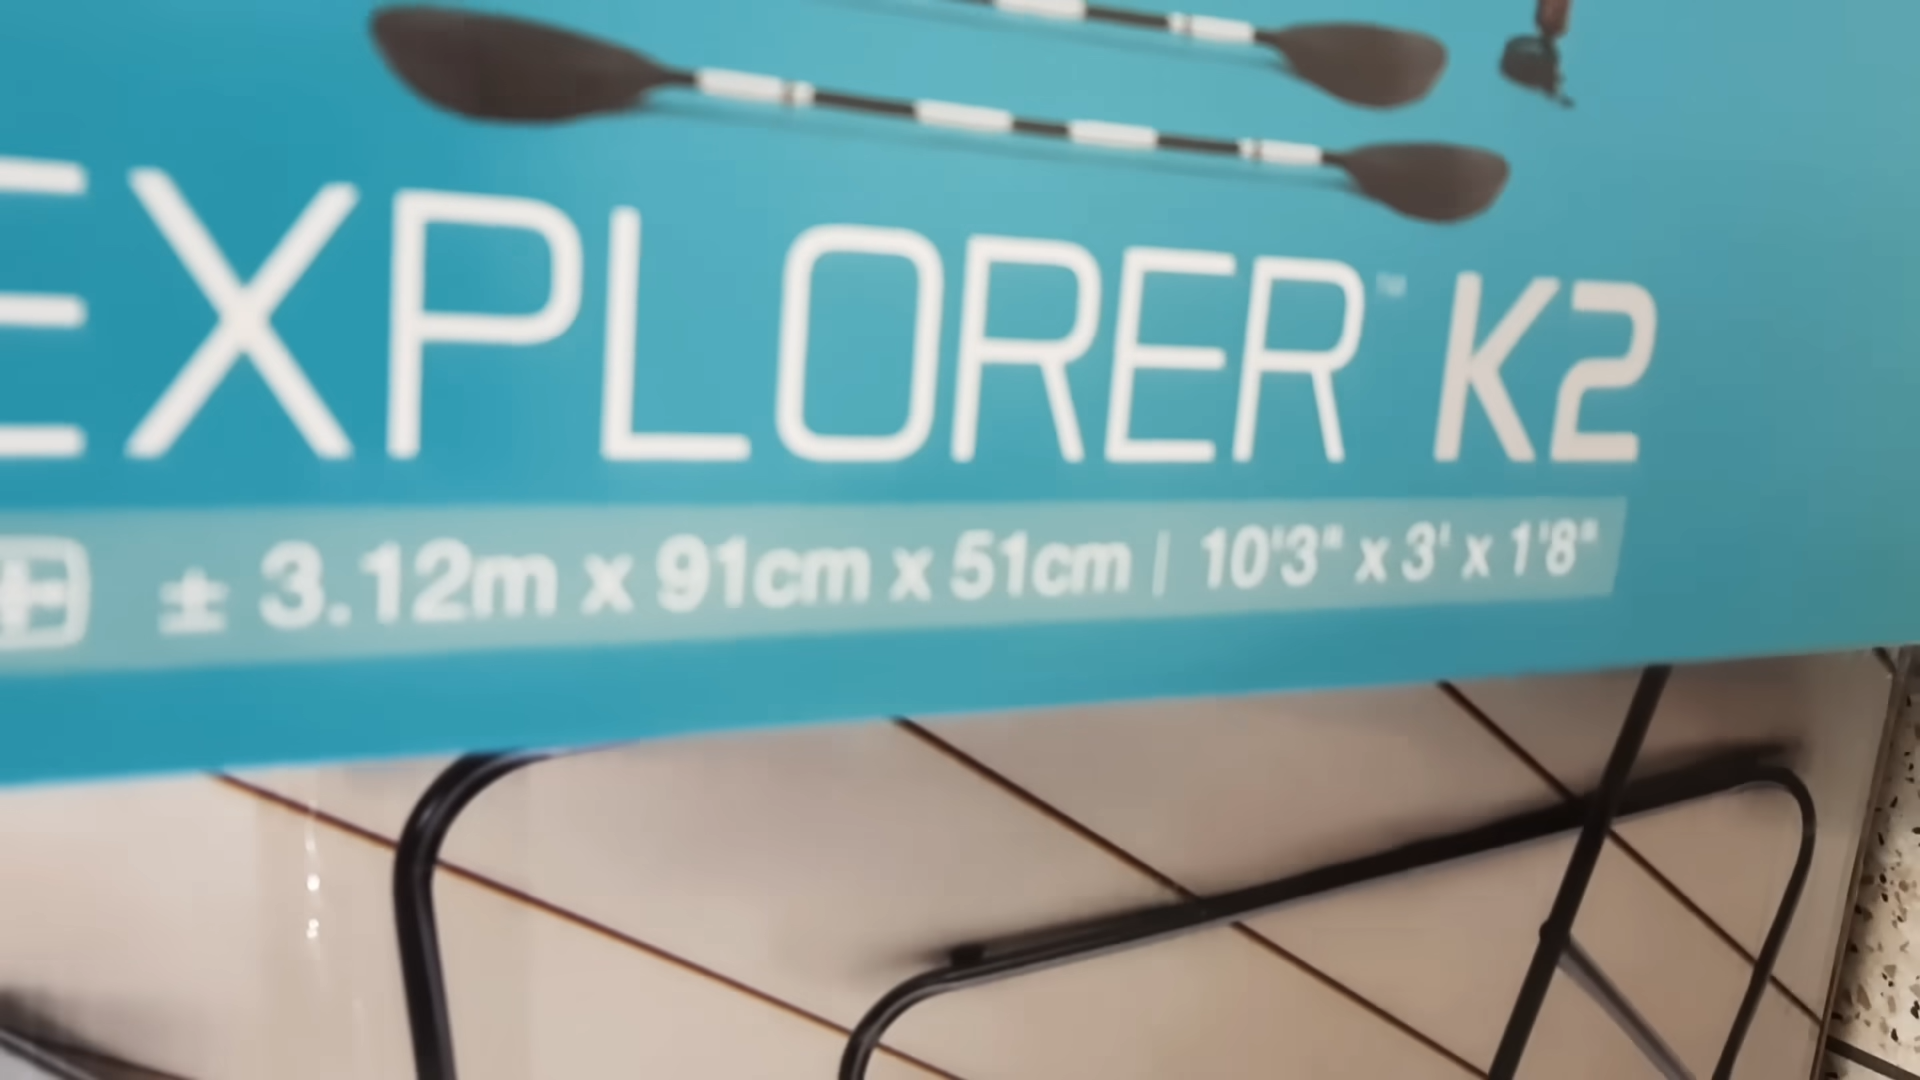 EXPLORER™ K2
± 3.12m x 91cm x 51cm | 10'3" x 3' x 1'8"